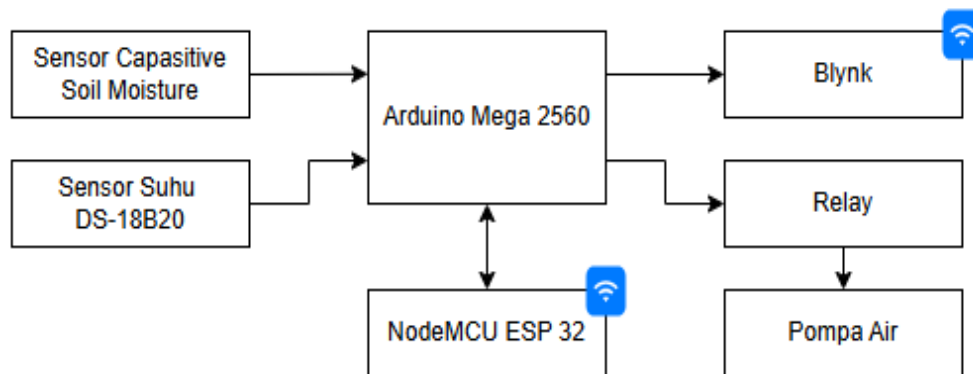 Sensor Capasitive
Soil Moisture
Arduino Mega 2560
Blynk
Sensor Suhu
DS-18B20
Relay
NodeMCU ESP 32
Pompa Air